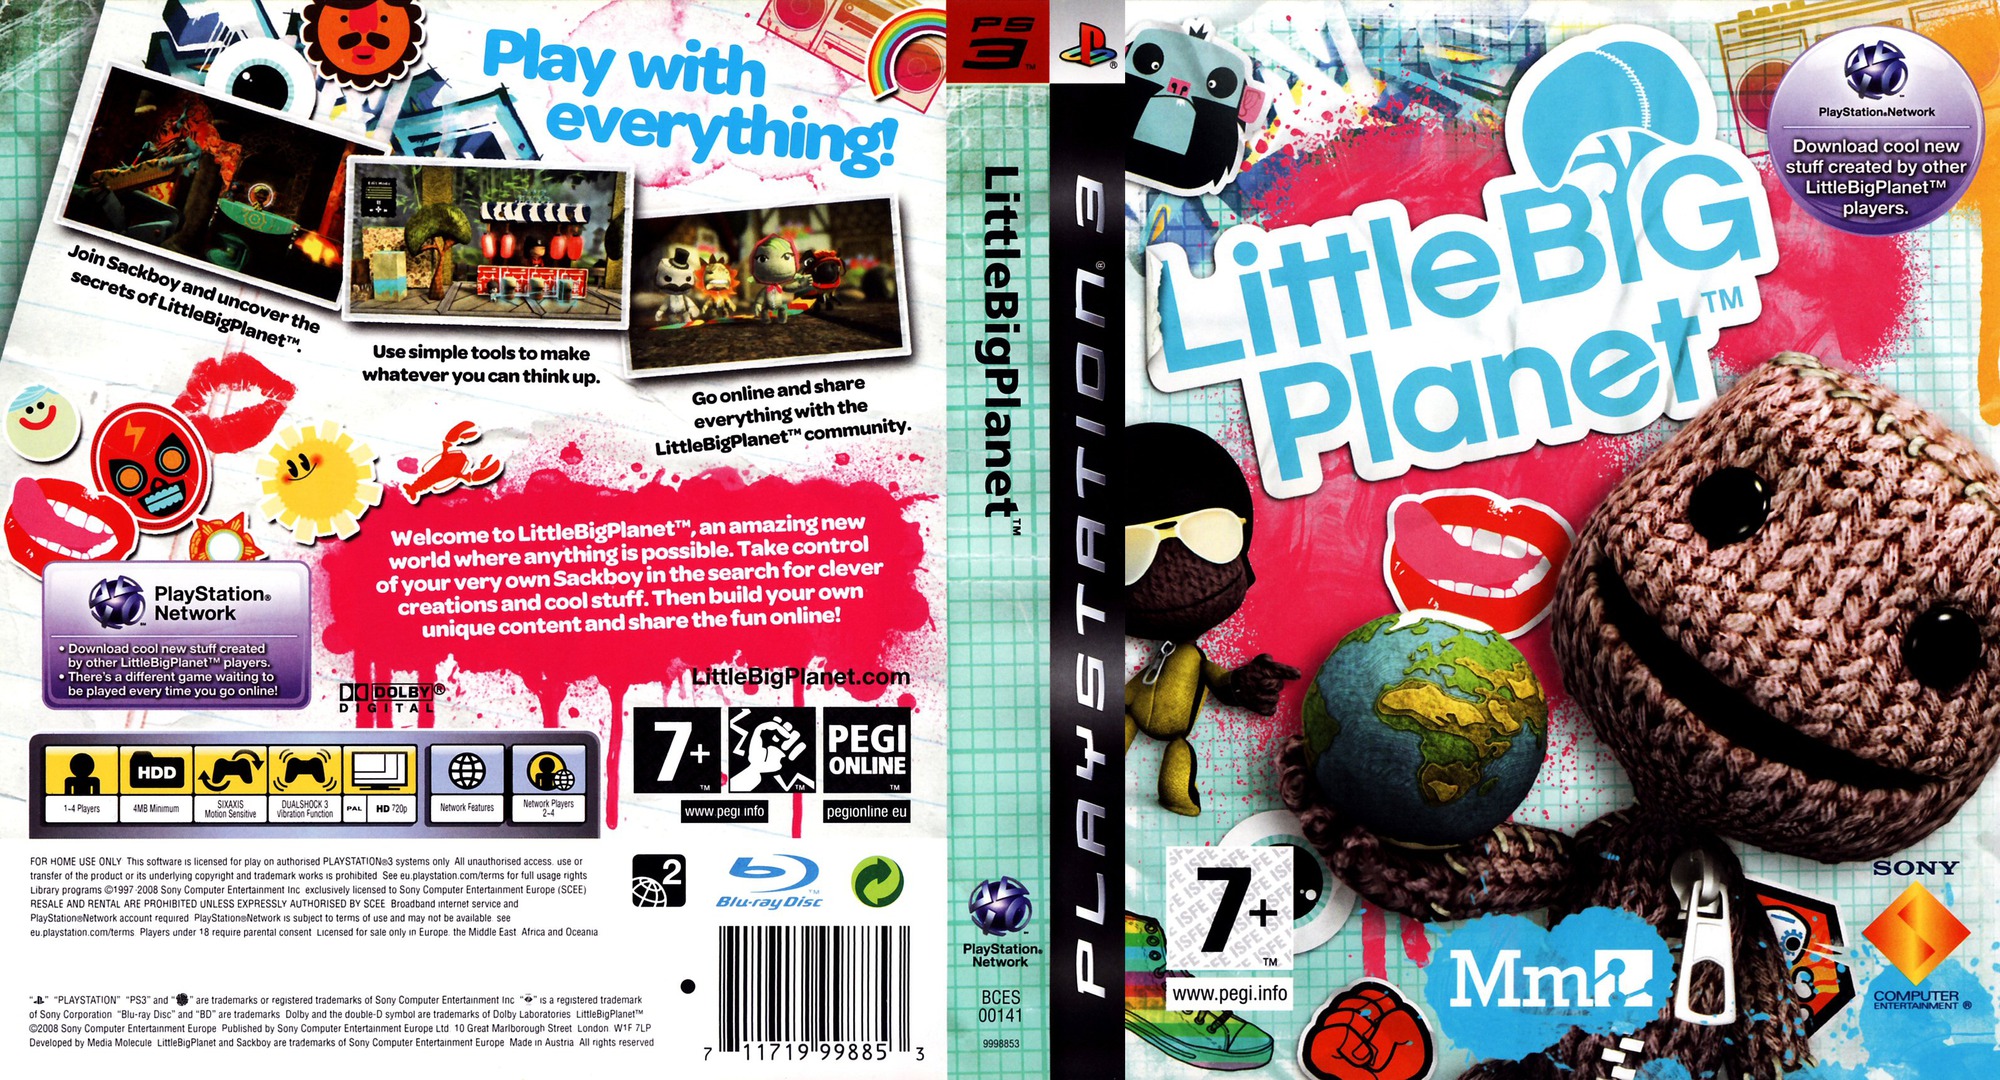 Play with
everything!
Join Sackboy and uncover the
secrets of LittleBigPlanet™.
Use simple tools to make
whatever you can think up.
Go online and share
everything with the
LittleBigPlanet™ community.
Welcome to LittleBigPlanet™, an amazing new
world where anything is possible. Take control
of your very own Sackboy in the search for clever
creations and cool stuff. Then build your own
unique content and share the fun online!
LittleBigPlanet.com
PlayStation®
Network
• Download cool new stuff created
by other LittleBigPlanet™ players.
• There's a different game waiting to
be played every time you go online!
DOLBY®
DIGITAL
7+™
™
PEGI
ONLINE
™
www.pegi.info
pegionline.eu
HDD
1-4 Players
4MB Minimum
SIXAXIS
Motion Sensitive
DUALSHOCK 3
Vibration Function
PAL
HD 720p
Network Features
Network Players
2-4
FOR HOME USE ONLY This software is licensed for play on authorised PLAYSTATION®3 systems only All unauthorised access, use or
transfer of the product or its underlying copyright and trademark works is prohibited See eu.playstation.com/terms for full usage rights
Library programs ©1997-2008 Sony Computer Entertainment Inc exclusively licensed to Sony Computer Entertainment Europe (SCEE)
RESALE AND RENTAL ARE PROHIBITED UNLESS EXPRESSLY AUTHORISED BY SCEE Broadband internet service and
PlayStation®Network account required PlayStation®Network is subject to terms of use and may not be available see
eu.playstation.com/terms Players under 18 require parental consent Licensed for sale only in Europe, the Middle East Africa and Oceania
2
Blu-ray Disc™
" " "PLAYSTATION" "PS3" and " " are trademarks or registered trademarks of Sony Computer Entertainment Inc " " is a registered trademark
of Sony Corporation "Blu-ray Disc" and "BD" are trademarks Dolby and the double-D symbol are trademarks of Dolby Laboratories LittleBigPlanet™
©2008 Sony Computer Entertainment Europe Published by Sony Computer Entertainment Europe Ltd 10 Great Marlborough Street London W1F 7LP
Developed by Media Molecule LittleBigPlanet and Sackboy are trademarks of Sony Computer Entertainment Europe Made in Austria All rights reserved
7 11719 99885 3
PS3™
LittleBigPlanet™
PlayStation®
Network
BCES
00141
9998853
®
PLAYSTATION®3
LittleBIG
Planet™
PlayStation®Network
Download cool new
stuff created by other
LittleBigPlanet™
players.
7+™
ISFE
www.pegi.info
Mm
SONY
COMPUTER
ENTERTAINMENT®